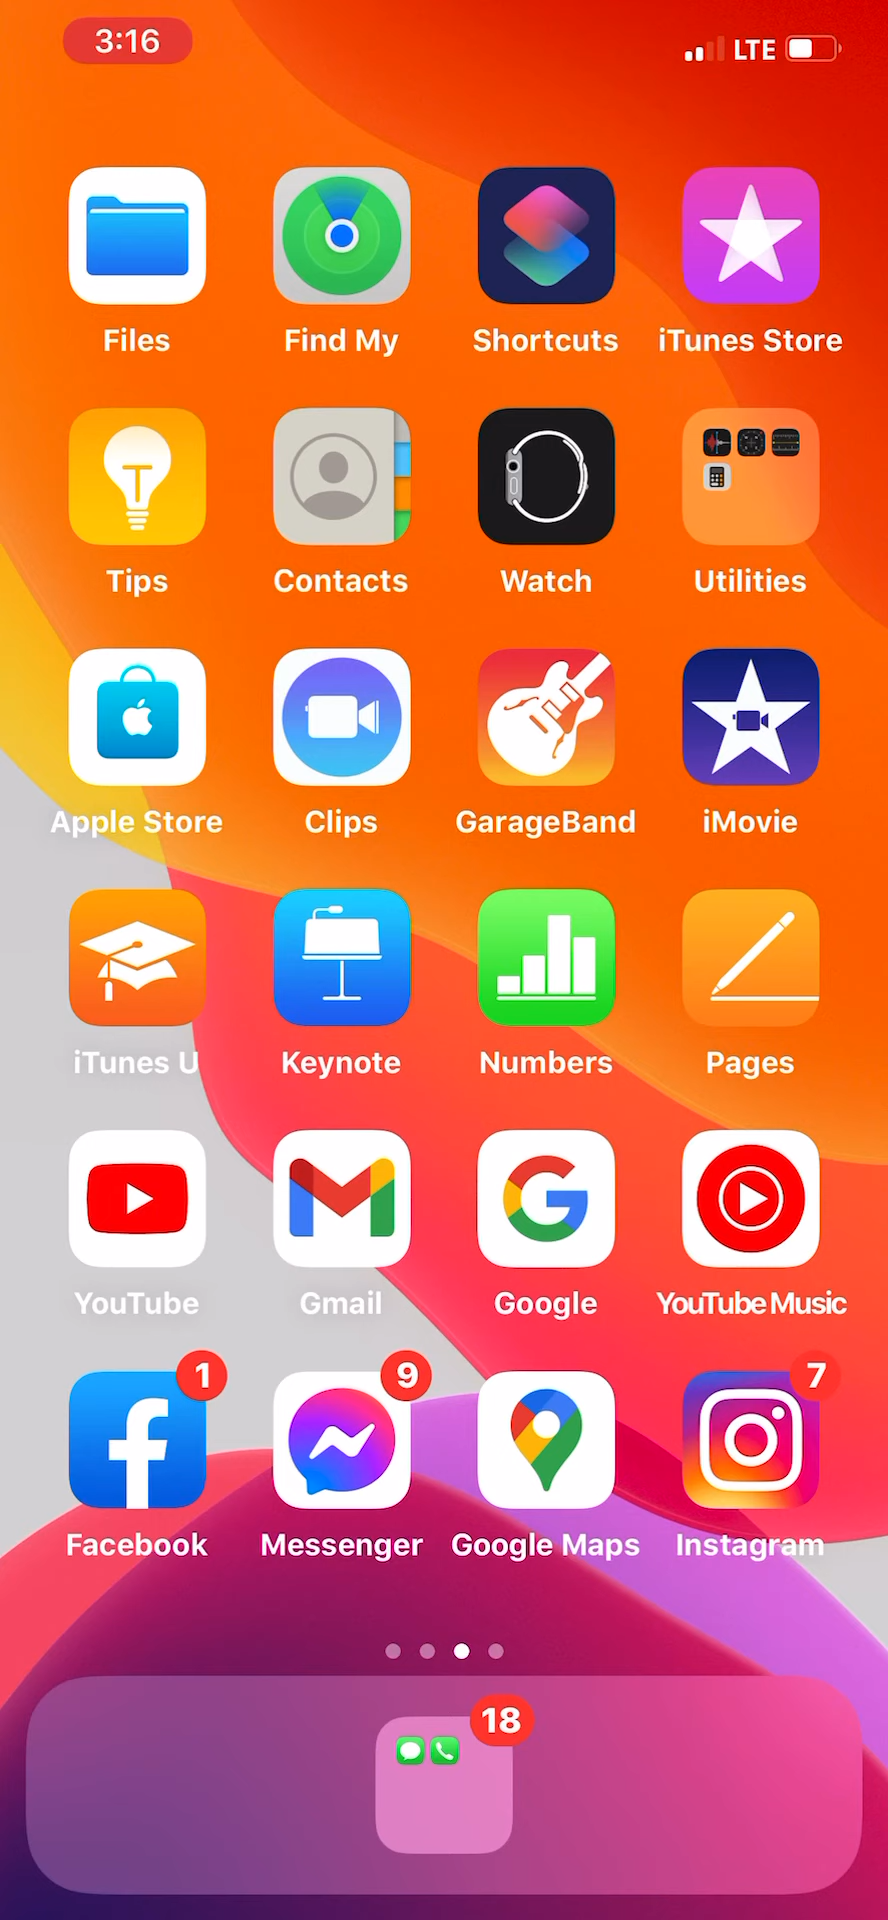 3:16
LTE
Files
Find My
Shortcuts
iTunes Store
Tips
Contacts
Watch
Utilities
Apple Store
Clips
GarageBand
iMovie
iTunes U
Keynote
Numbers
Pages
YouTube
Gmail
Google
YouTube Music
1
9
7
Facebook
Messenger
Google Maps
Instagram
18